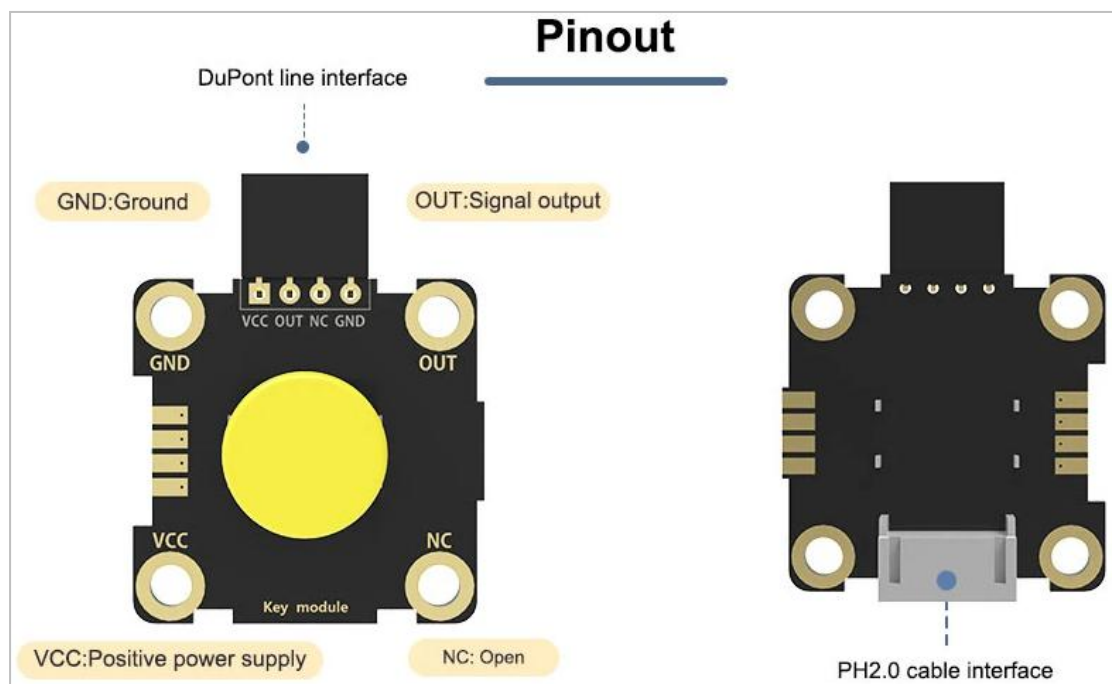 Pinout
DuPont line interface
GND:Ground
OUT:Signal output
VCC OUT NC GND
GND
OUT
VCC
NC
Key module
VCC:Positive power supply
NC: Open
PH2.0 cable interface